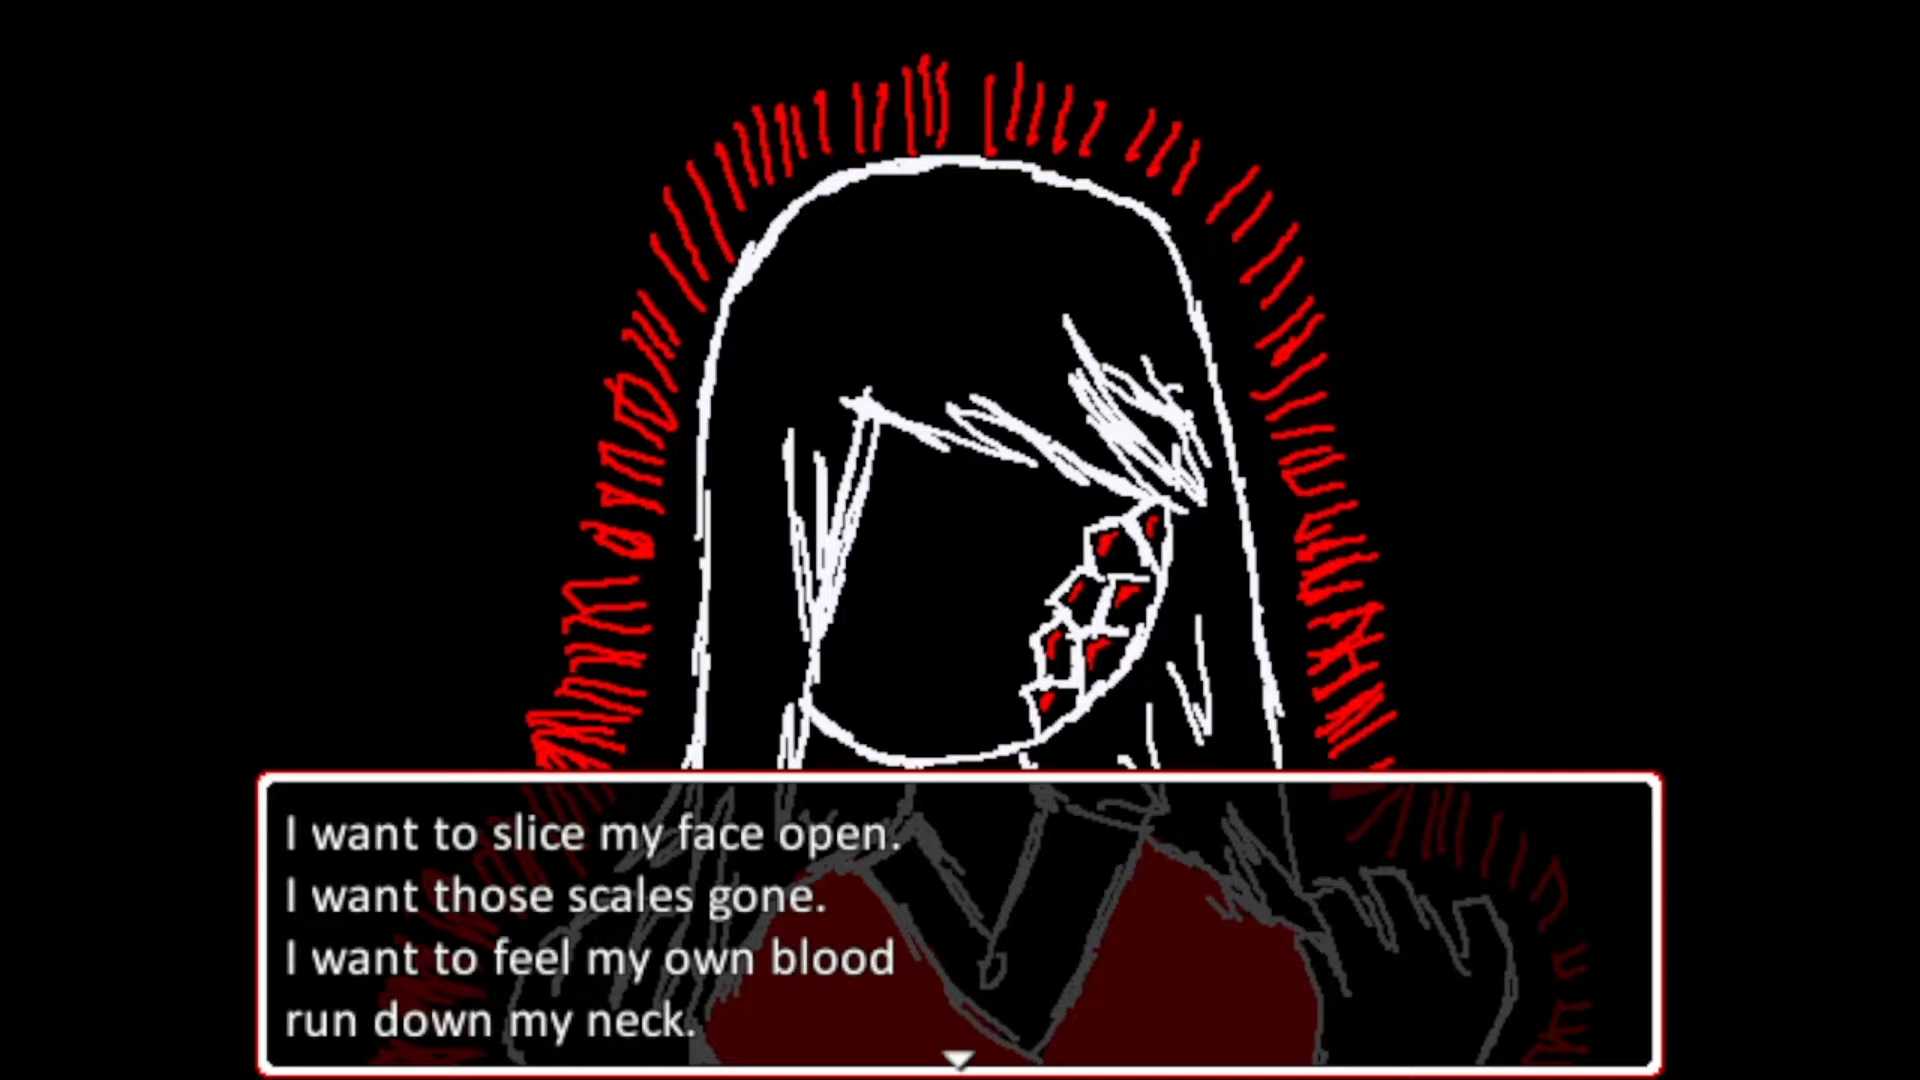 I want to slice my face open.
I want those scales gone.
I want to feel my own blood
run down my neck.